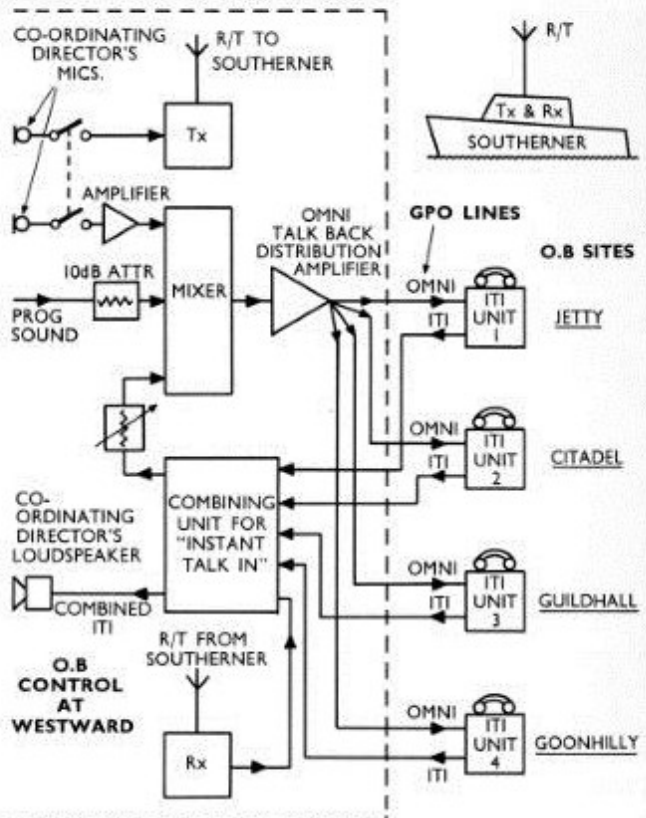 CO-ORDINATING
DIRECTOR'S
MICS.
R/T TO
SOUTHERNER
Tx
R/T
Tx & Rx
SOUTHERNER
AMPLIFIER
10dB ATTR
PROG
SOUND
MIXER
OMNI
TALK BACK
DISTRIBUTION
AMPLIFIER
GPO LINES
O.B SITES
OMNI
ITI
ITI
UNIT
1
JETTY
OMNI
ITI
ITI
UNIT
2
CITADEL
CO-
ORDINATING
DIRECTOR'S
LOUDSPEAKER
COMBINING
UNIT FOR
"INSTANT
TALK IN"
COMBINED
ITI
OMNI
ITI
ITI
UNIT
3
GUILDHALL
R/T FROM
SOUTHERNER
O.B
CONTROL
AT
WESTWARD
Rx
OMNI
ITI
ITI
UNIT
4
GOONHILLY